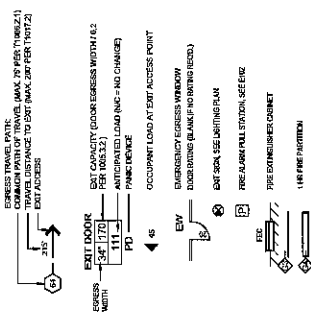 EGRESS TRAVEL PATH:
COMMON PATH OF TRAVEL (MAX. 75' PER T1006.2.1)
TRAVEL DISTANCE TO EXIT (MAX. 200' PER T1017.2)
EXIT ACCESS
215'
64
EXIT DOOR
EXIT CAPACITY (DOOR EGRESS WIDTH / 0.2
PER 1005.3.2)
34" 170
111
ANTICIPATED LOAD (N/C = NO CHANGE)
PD PANIC DEVICE
EGRESS
WIDTH
45 OCCUPANT LOAD AT EXIT ACCESS POINT
EW EMERGENCY EGRESS WINDOW
DOOR RATING (BLANK IF NO RATING REQ'D.)
EXIT SIGN, SEE LIGHTING PLAN
FIRE ALARM PULL STATION, SEE
FEC FIRE EXTINGUISHER CABINET
1 HR FIRE PARTITION